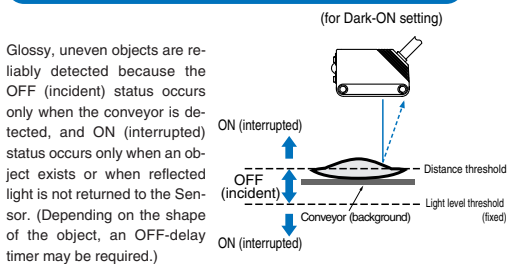 (for Dark-ON setting)
Glossy, uneven objects are re-
liably detected because the
OFF (incident) status occurs
only when the conveyor is de-
tected, and ON (interrupted)
status occurs only when an ob-
ject exists or when reflected
light is not returned to the Sen-
sor. (Depending on the shape
of the object, an OFF-delay
timer may be required.)
ON (interrupted)
OFF
(incident)
Distance threshold
Light level threshold
(fixed)
Conveyor (background)
ON (interrupted)